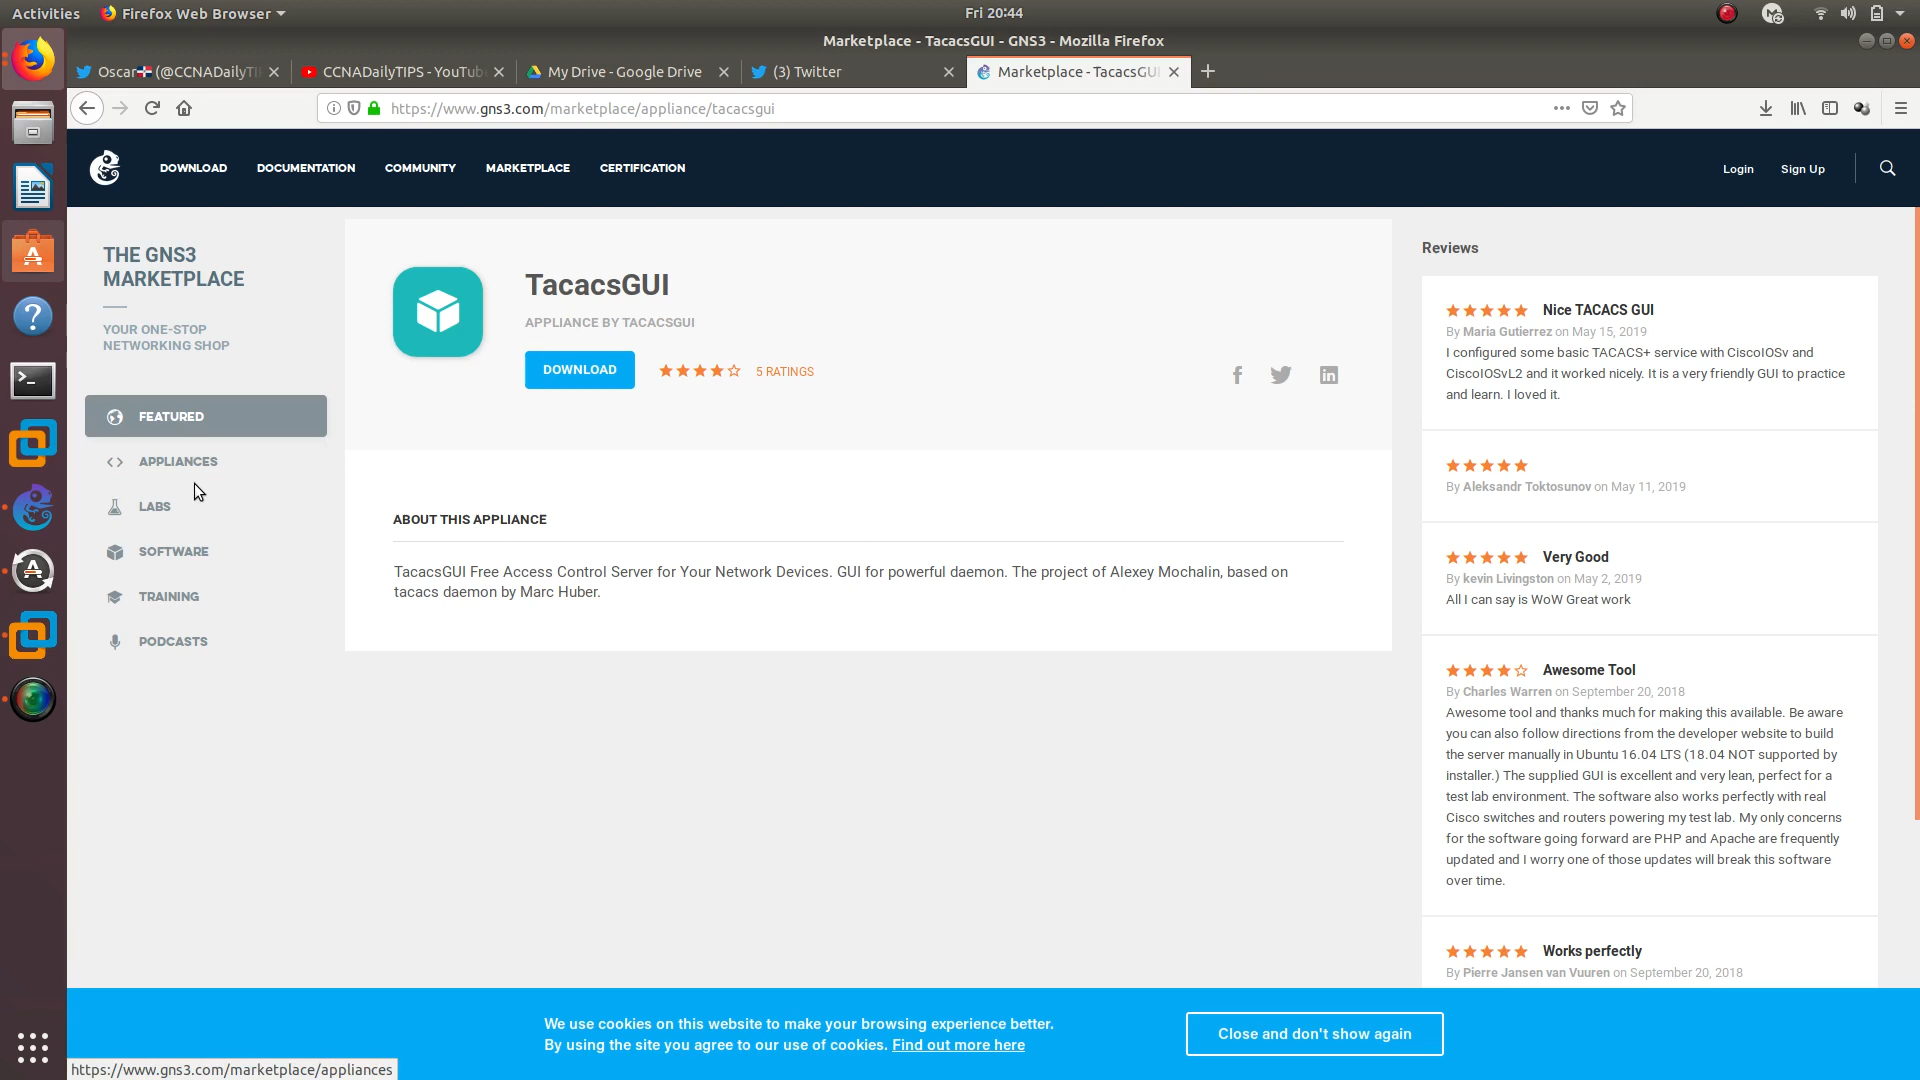 Activities
Firefox Web Browser
Fri 20:44
Marketplace - TacacsGUI - GNS3 - Mozilla Firefox
Oscar (@CCNADailyTI
CCNADailyTIPS - YouTub
My Drive - Google Drive
(3) Twitter
Marketplace - TacacsGUI
https://www.gns3.com/marketplace/appliance/tacacsgui
DOWNLOAD
DOCUMENTATION
COMMUNITY
MARKETPLACE
CERTIFICATION
Login
Sign Up
THE GNS3
MARKETPLACE
YOUR ONE-STOP
NETWORKING SHOP
FEATURED
APPLIANCES
LABS
SOFTWARE
TRAINING
PODCASTS
TacacsGUI
APPLIANCE BY TACACSGUI
DOWNLOAD
5 RATINGS
ABOUT THIS APPLIANCE
TacacsGUI Free Access Control Server for Your Network Devices. GUI for powerful daemon. The project of Alexey Mochalin, based on
tacacs daemon by Marc Huber.
Reviews
Nice TACACS GUI
By Maria Gutierrez on May 15, 2019
I configured some basic TACACS+ service with CiscoIOSv and
CiscoIOSvL2 and it worked nicely. It is a very friendly GUI to practice
and learn. I loved it.
By Aleksandr Toktosunov on May 11, 2019
Very Good
By kevin Livingston on May 2, 2019
All I can say is WoW Great work
Awesome Tool
By Charles Warren on September 20, 2018
Awesome tool and thanks much for making this available. Be aware
you can also follow directions from the developer website to build
the server manually in Ubuntu 16.04 LTS (18.04 NOT supported by
installer.) The supplied GUI is excellent and very lean, perfect for a
test lab environment. The software also works perfectly with real
Cisco switches and routers powering my test lab. My only concerns
for the software going forward are PHP and Apache are frequently
updated and I worry one of those updates will break this software
over time.
Works perfectly
By Pierre Jansen van Vuuren on September 20, 2018
We use cookies on this website to make your browsing experience better.
By using the site you agree to our use of cookies. Find out more here
Close and don't show again
https://www.gns3.com/marketplace/appliances